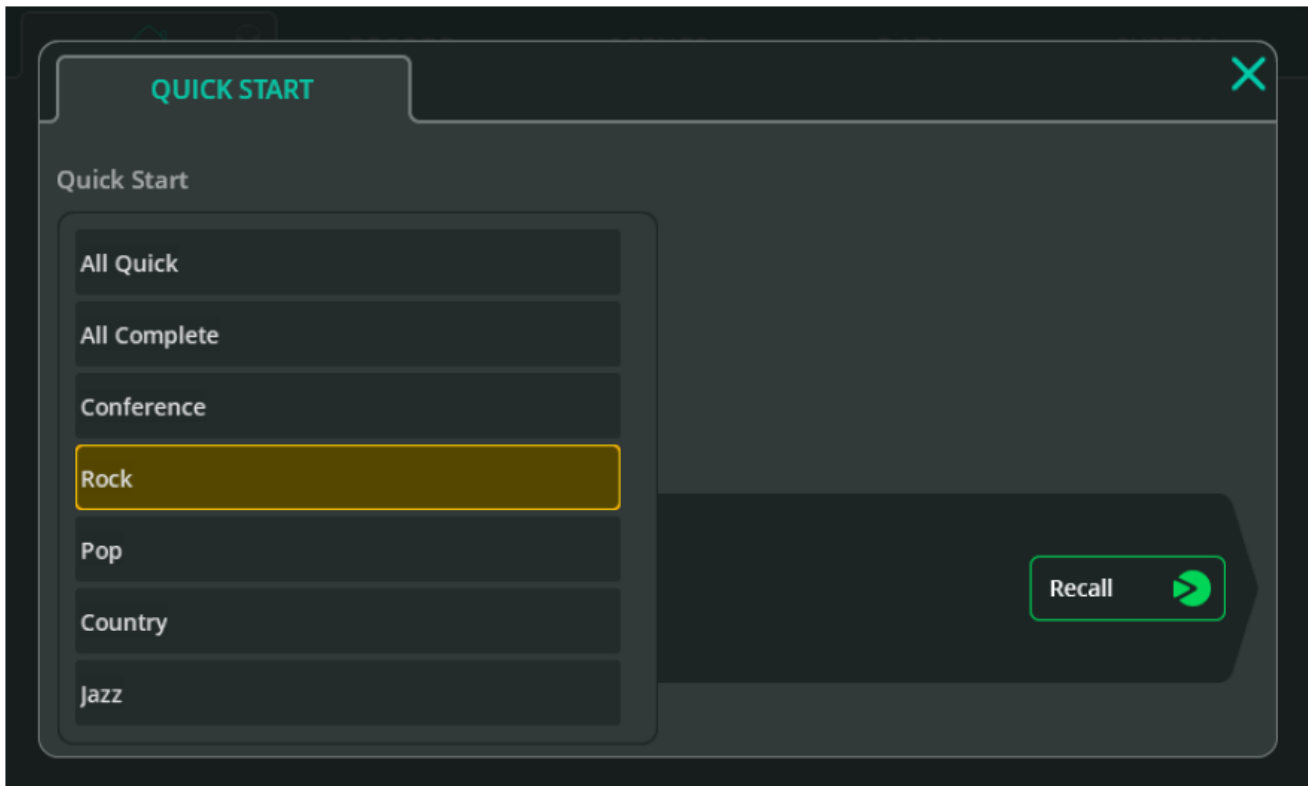 QUICK START
Quick Start
All Quick
All Complete
Conference
Rock
Pop
Country
Jazz
Recall